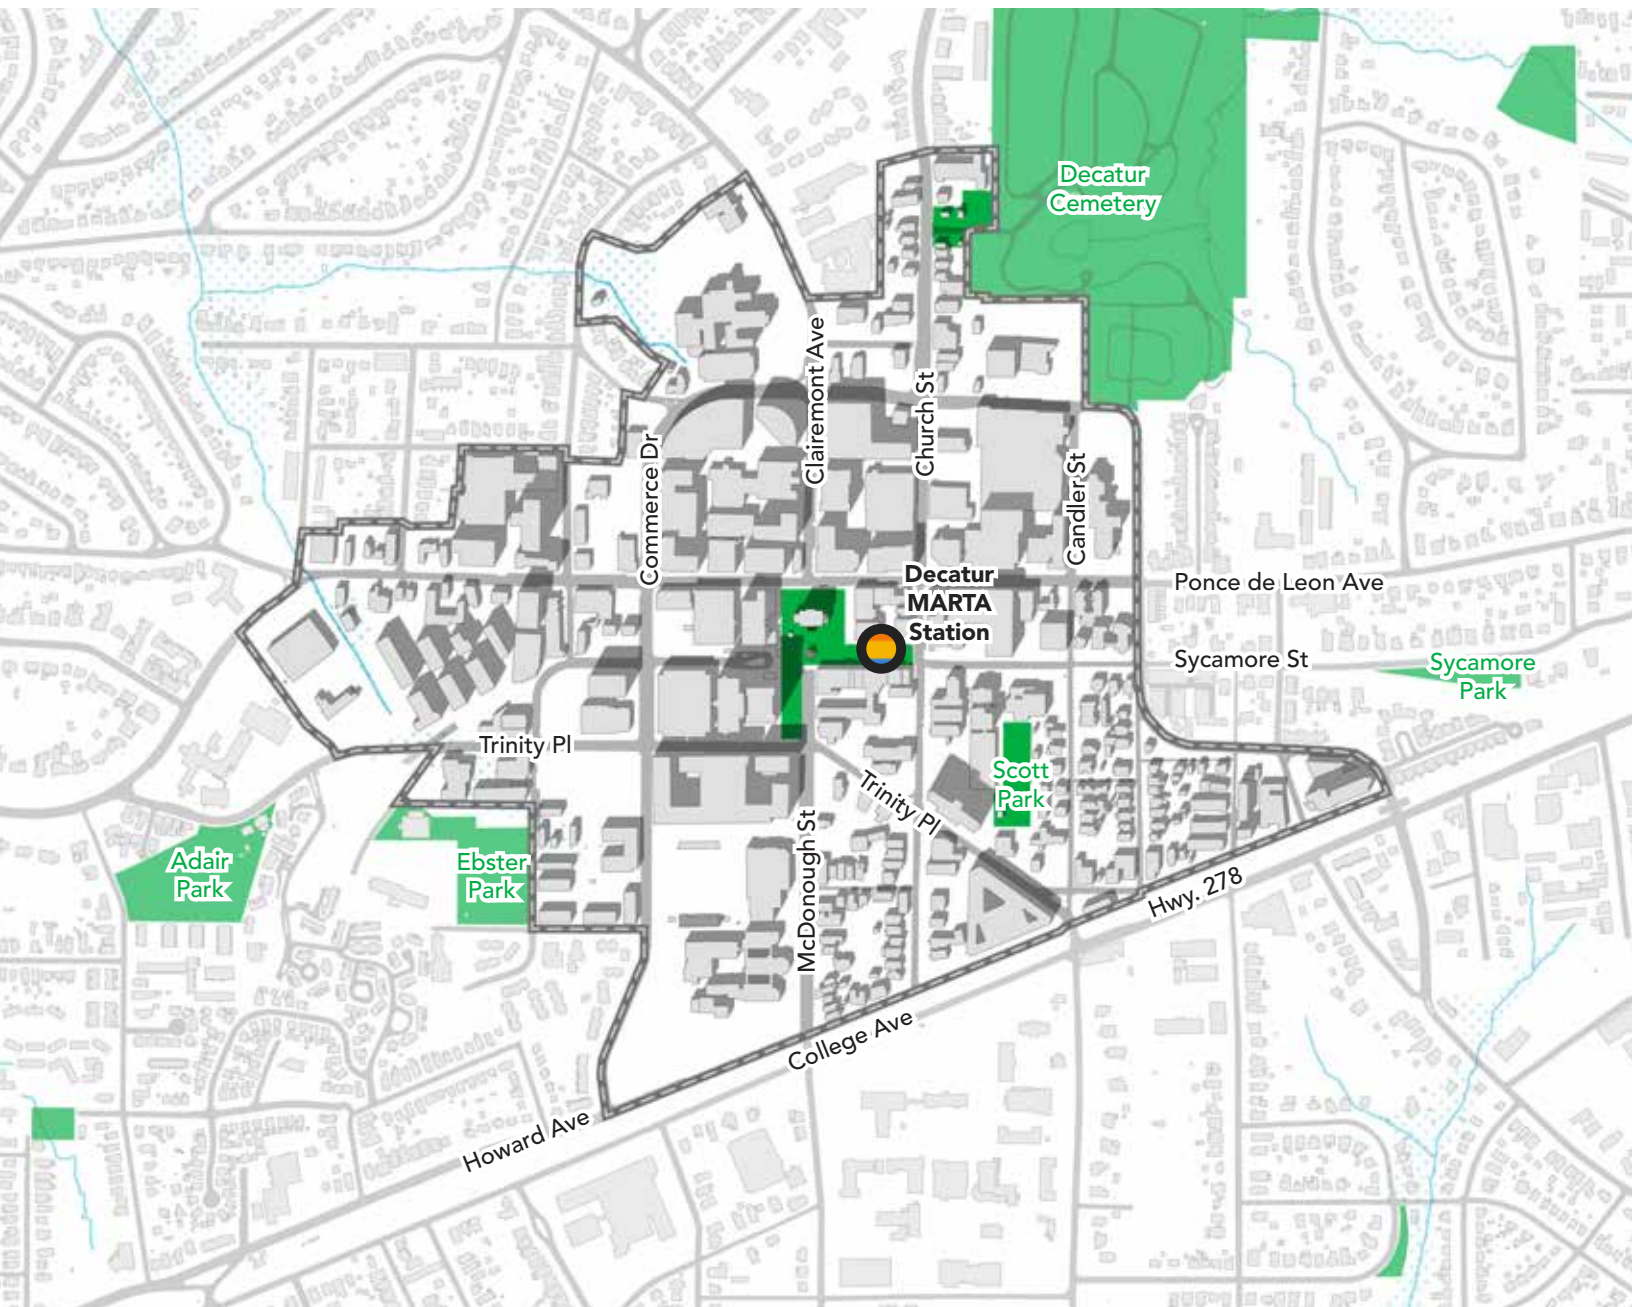 Decatur
Cemetery
Clairemont Ave
Church St
Commerce Dr
Candler St
Decatur
MARTA
Station
Ponce de Leon Ave
Sycamore St
Sycamore
Park
Trinity Pl
Scott
Park
Trinity Pl
McDonough St
Adair
Park
Ebster
Park
Hwy. 278
College Ave
Howard Ave